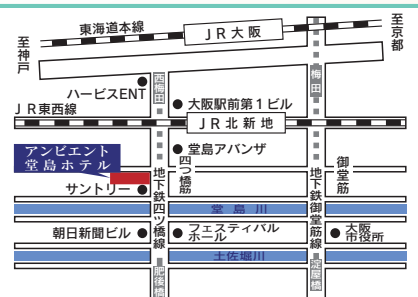 東海道本線
JR大阪
至京都
至神戸
ハービスENT
西梅田
梅田
大阪駅前第1ビル
JR東西線
JR北新地
アンビエント
堂島ホテル
堂島アバンザ
四つ橋筋
御堂筋
サントリー
地下鉄四ツ橋線
地下鉄御堂筋線
堂島川
朝日新聞ビル
フェスティバル
ホール
大阪
市役所
土佐堀川
肥後橋
淀屋橋